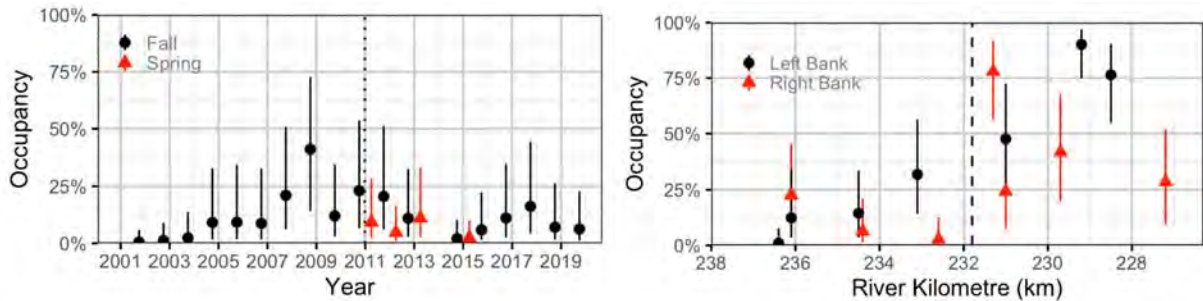 100%
75%
50%
25%
0%
Occupancy
Fall
Spring
2001 2003 2005 2007 2009 2011 2013 2015 2017 2019
Year
100%
75%
50%
25%
0%
Occupancy
Left Bank
Right Bank
238 236 234 232 230 228
River Kilometre (km)